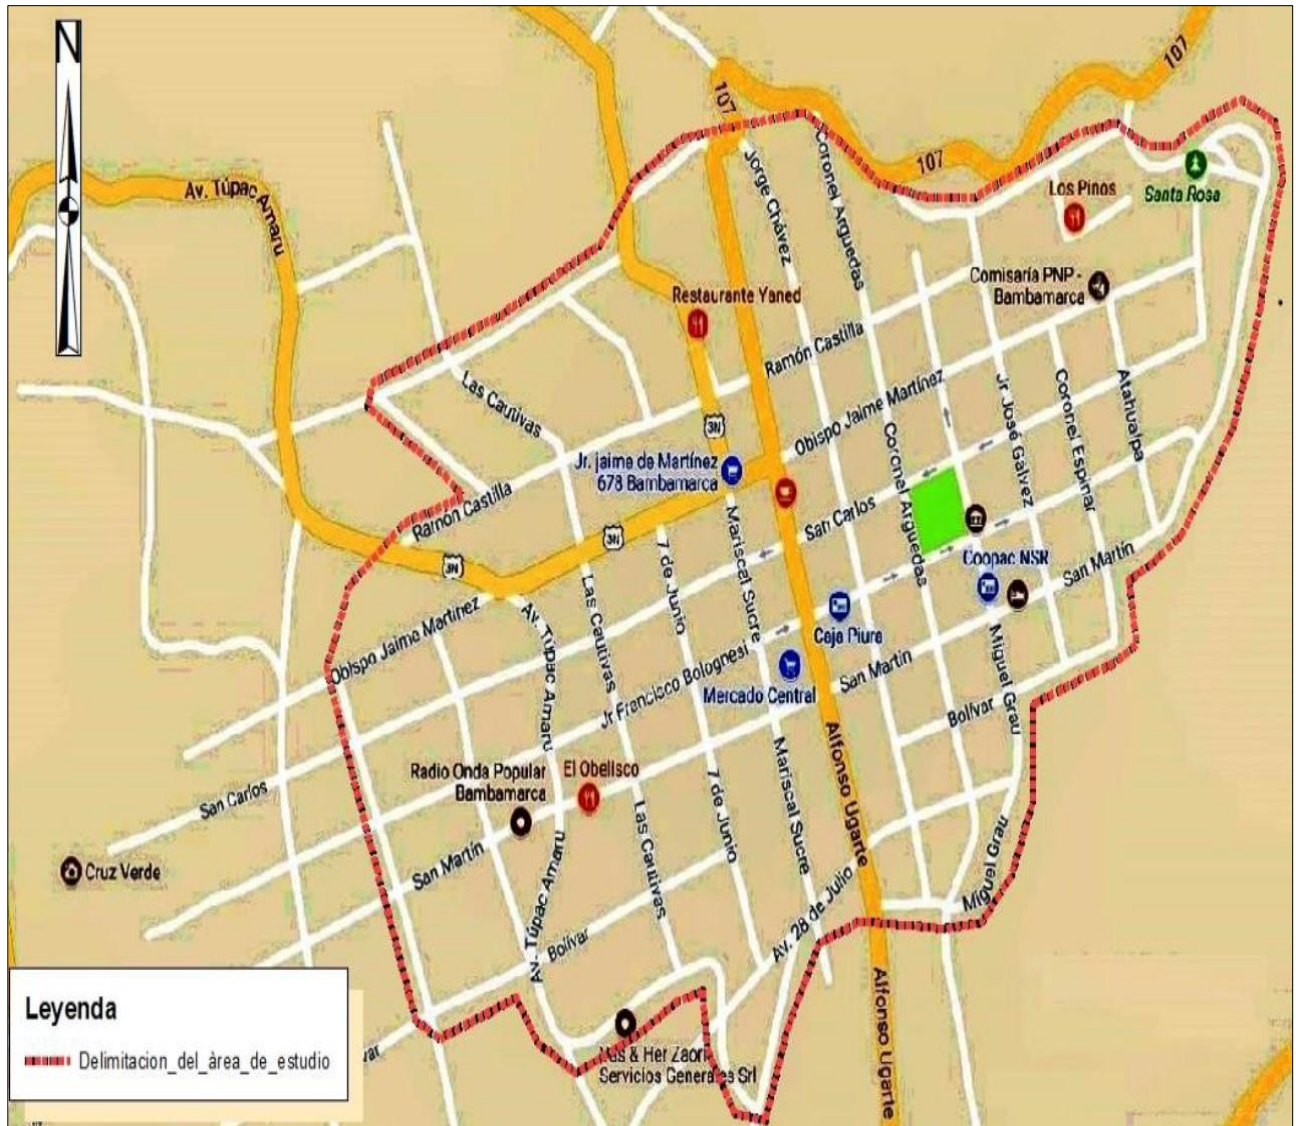 N
107
107
107
Av. Túpac Amaru
Jorge Chávez
Coronel Arguedas
Los Pinos
Santa Rosa
Comisaría PNP -
Bambamarca
Restaurante Yaned
Ramón Castilla
Las Cautivas
Obispo Jaime Martínez
Jr José Galvez
Coronel Espinar
Atahualpa
3N
Jr. jaime de Martínez
678 Bambamarca
Ramón Castilla
Coronel Arguedas
San Carlos
Mariscal Sucre
3N
3N
7 de Junio
Coopac NSR
San Martín
Las Cautivas
Obispo Jaime Martínez
Av. Túpac Amaru
Caja Piura
Jr Francisco Bolognesi
Mercado Central
San Martín
Miguel Grau
Bolívar
Alfonso Ugarte
Mariscal Sucre
Radio Onda Popular
Bambamarca
El Obelisco
7 de Junio
San Carlos
Las Cautivas
San Martín
Cruz Verde
Av. Túpac Amaru
Miguel Grau
Av. 28 de Julio
Bolívar
Alfonso Ugarte
& Her Zaori
Servicios Generales Srl
Leyenda
Delimitacion_del_àrea_de_estudio